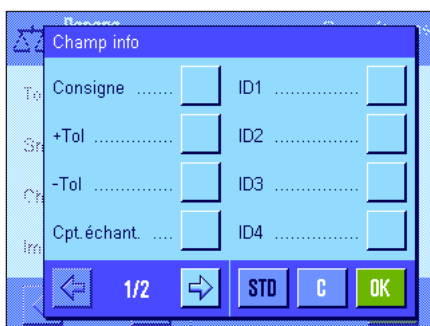 Champ info
Consigne ....... ID1 ................
+Tol ............... ID2 ................
-Tol ............... ID3 ................
Cpt.échant. .... ID4 ................
1/2 STD C OK